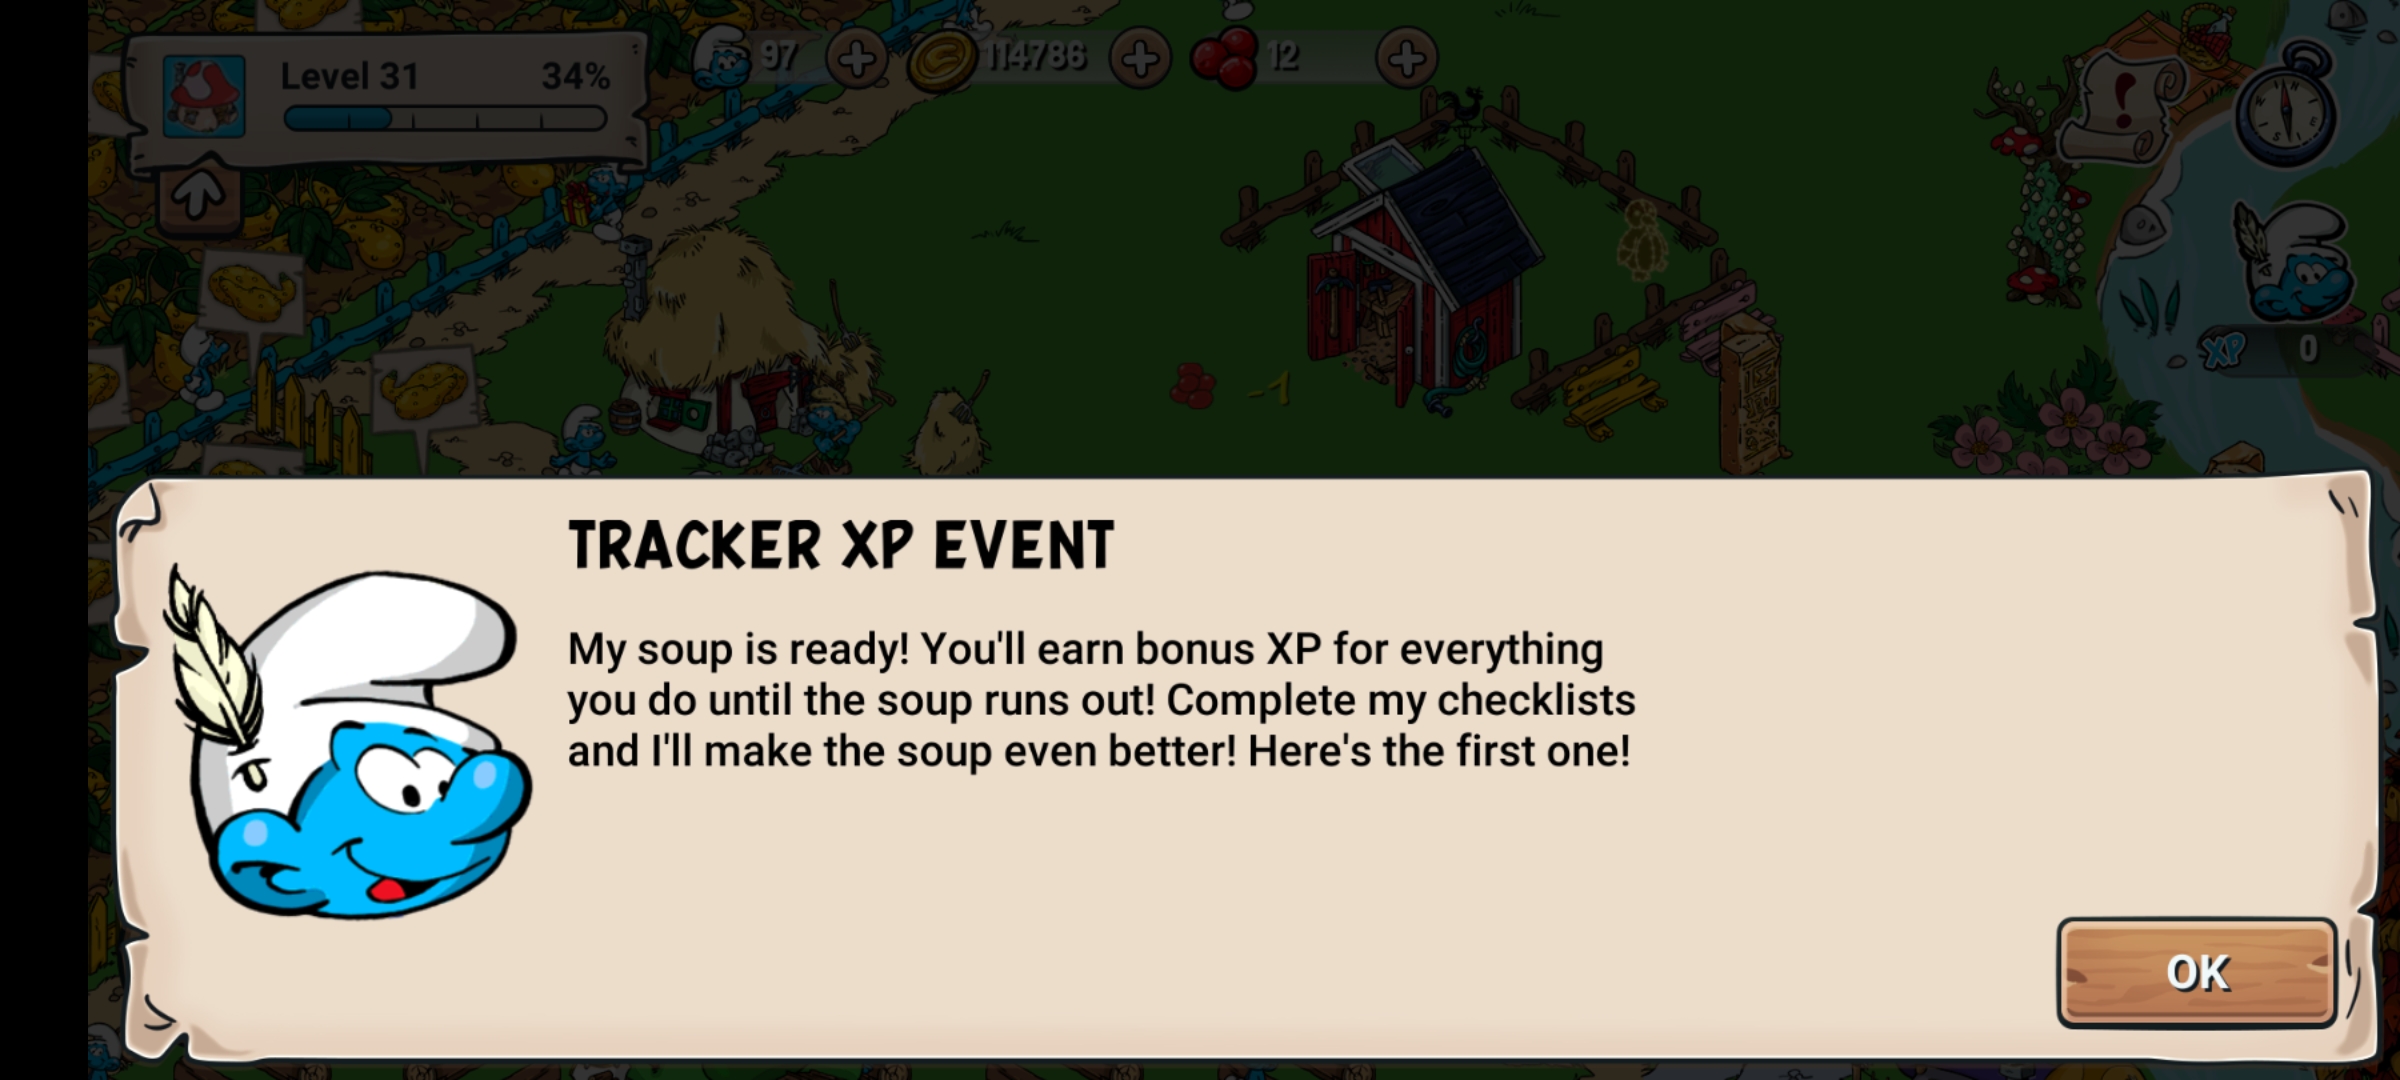 Level 31 34%
97
114786
12
XP 0
-1
TRACKER XP EVENT
My soup is ready! You'll earn bonus XP for everything
you do until the soup runs out! Complete my checklists
and I'll make the soup even better! Here's the first one!
OK